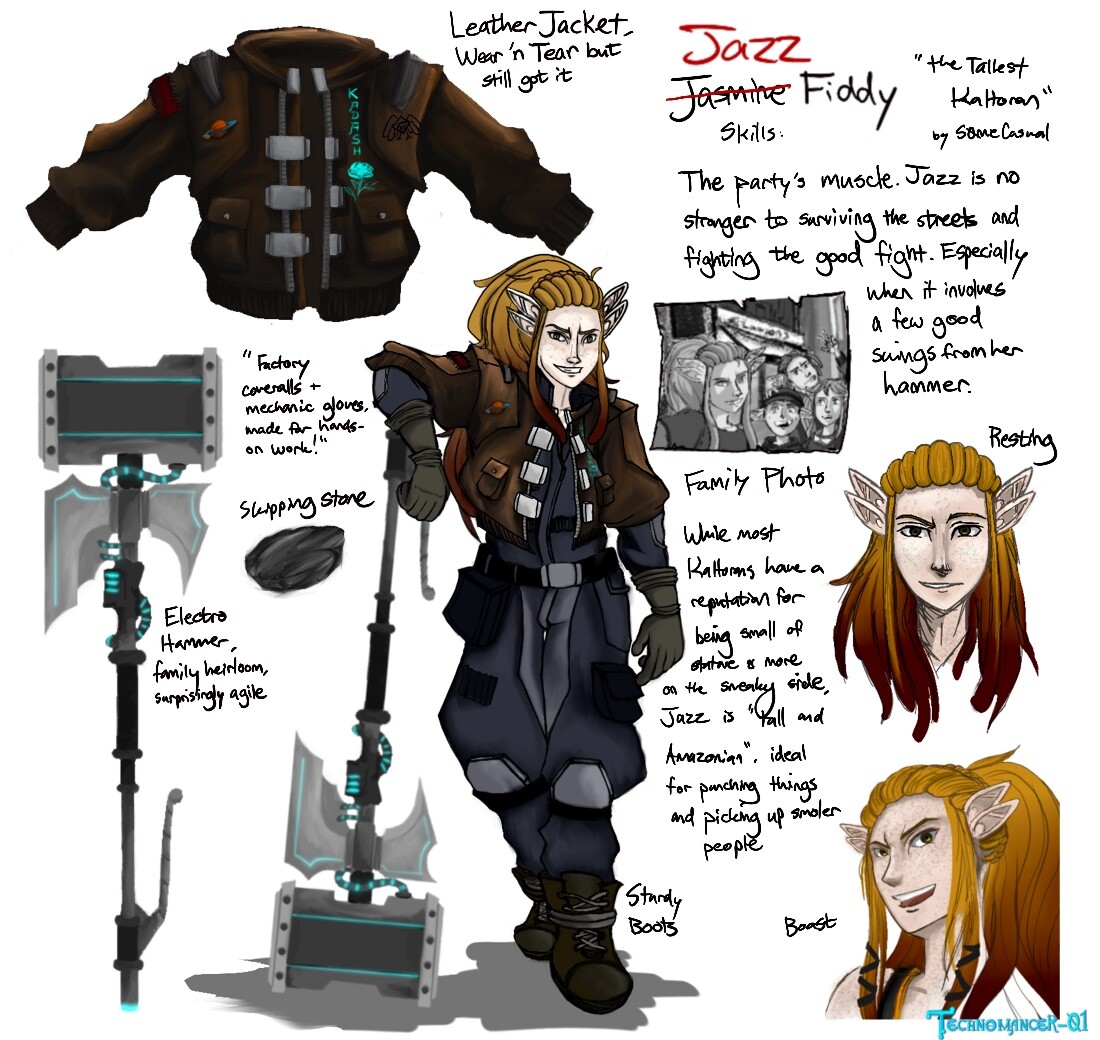 Leather Jacket,
Wear 'n Tear but
still got it
KADASH
Jazz
Jasmine Fiddy
Skills:
"the Tallest
Kaltoran"
by SomeCasual
The party's muscle. Jazz is no
stranger to surviving the streets and
fighting the good fight. Especially
when it involves
a few good
swings from her
hammer.
"Factory
coveralls +
mechanic gloves,
made for hands-
on work!"
Skipping Stone
Electro
Hammer,
family heirloom,
surprisingly agile
Family Photo
While most
Kaltorans have a
reputation for
being small of
stature & more
on the sneaky side,
Jazz is "tall and
Amazonian", ideal
for punching things
and picking up smoler
people
Resting
Sturdy
Boots
Boast
Technomancer-01